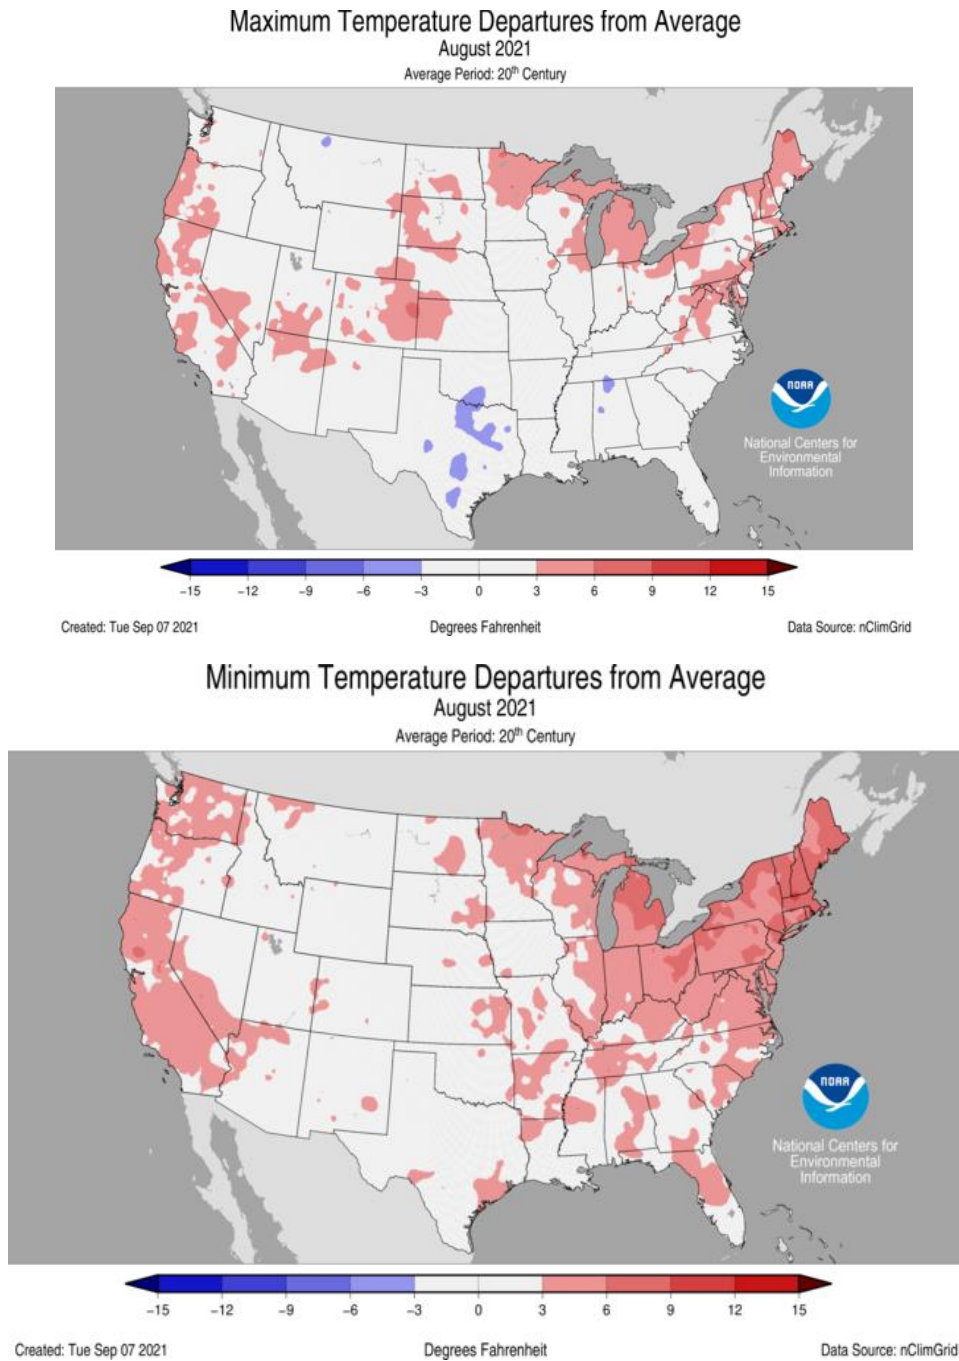 Maximum Temperature Departures from Average
August 2021
Average Period: 20th Century
NOAA
National Centers for
Environmental
Information
−15 −12 −9 −6 −3 0 3 6 9 12 15
Created: Tue Sep 07 2021 Degrees Fahrenheit Data Source: nClimGrid
Minimum Temperature Departures from Average
August 2021
Average Period: 20th Century
NOAA
National Centers for
Environmental
Information
−15 −12 −9 −6 −3 0 3 6 9 12 15
Created: Tue Sep 07 2021 Degrees Fahrenheit Data Source: nClimGrid